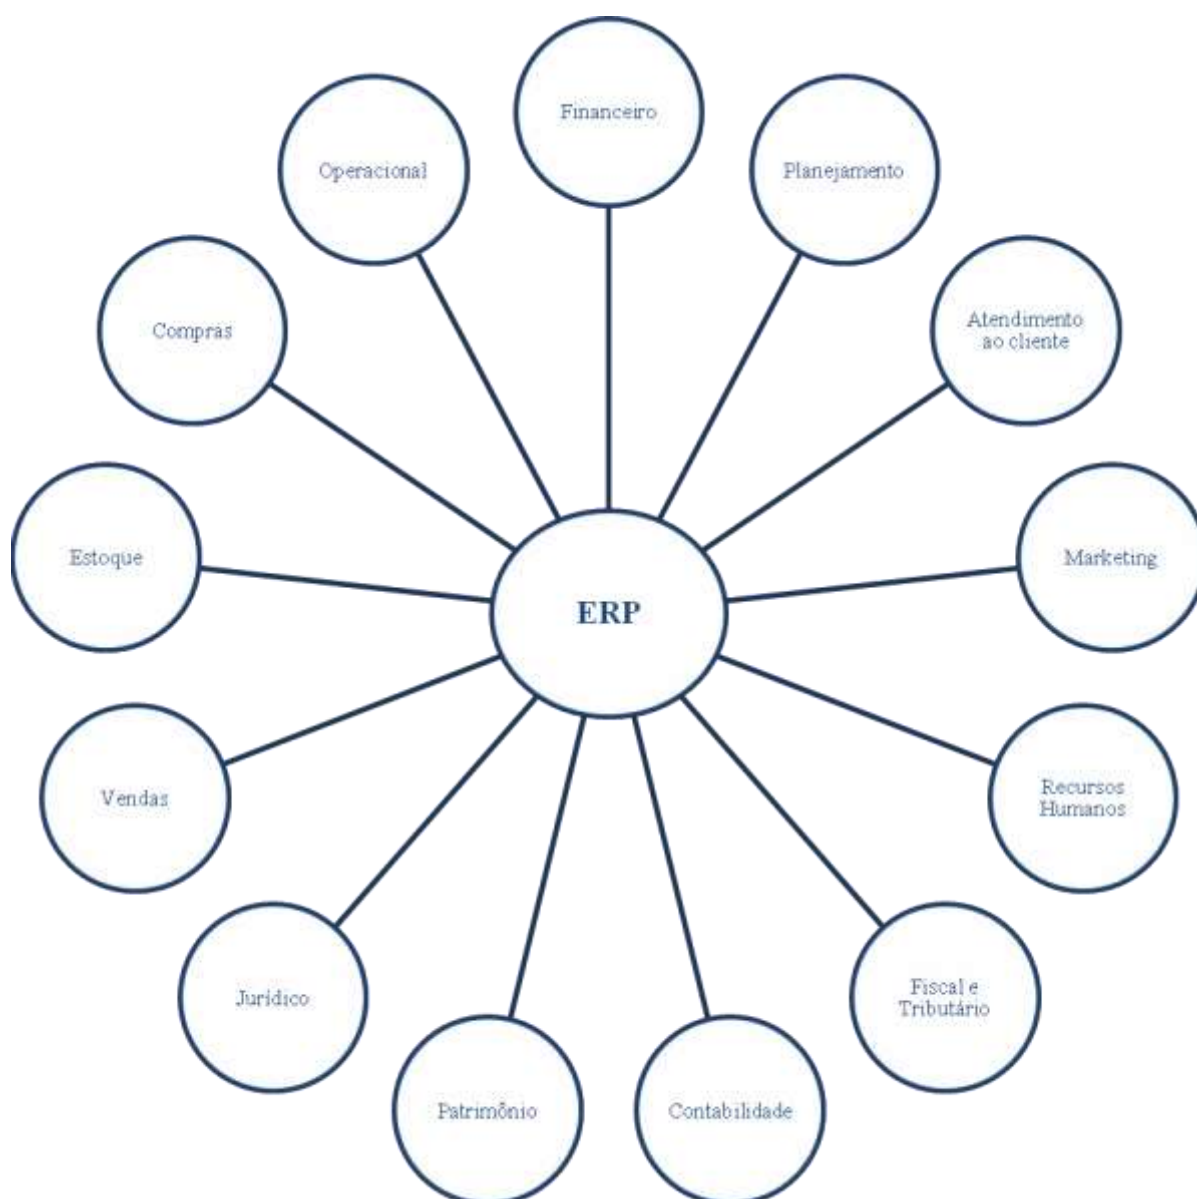 Financeiro
Operacional
Planejamento
Compras
Atendimento
ao cliente
Estoque
Marketing
ERP
Vendas
Recursos
Humanos
Jurídico
Fiscal e
Tributário
Patrimônio
Contabilidade